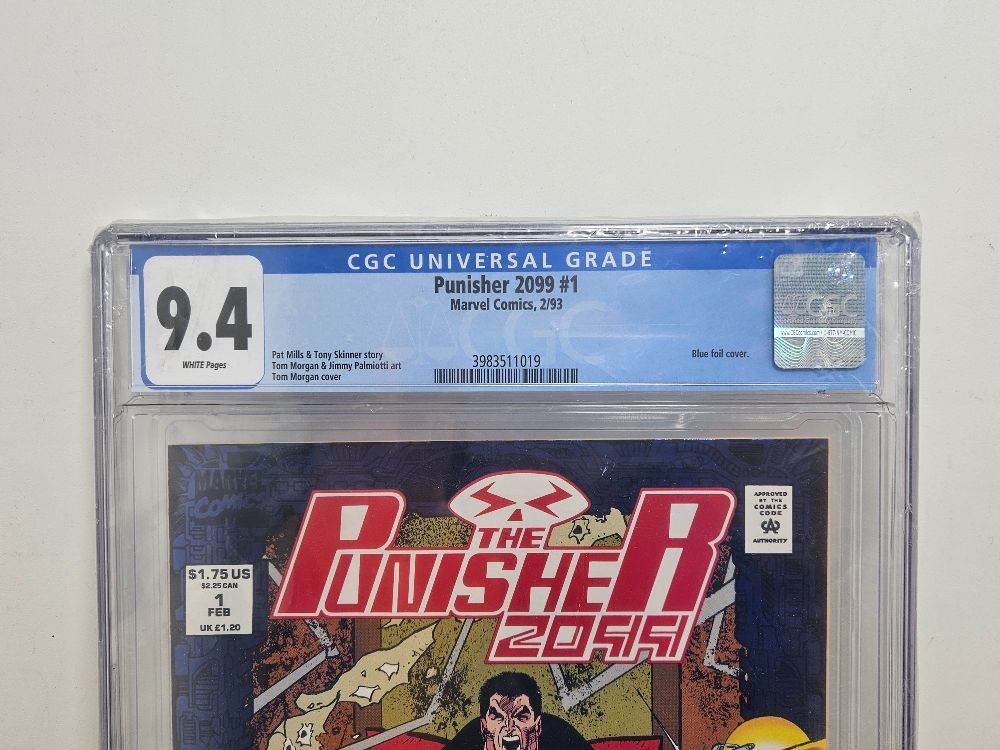 CGC UNIVERSAL GRADE
9.4
WHITE Pages
Punisher 2099 #1
Marvel Comics, 2/93
Pat Mills & Tony Skinner story
Tom Morgan & Jimmy Palmiotti art
Tom Morgan cover
3983511019
Blue foil cover.
CGC
MARVEL
COMICS
$1.75 US
$2.25 CAN
1
FEB
UK £1.20
THE
PUNISHER
2099
APPROVED
BY THE
COMICS
CODE
CA
AUTHORITY